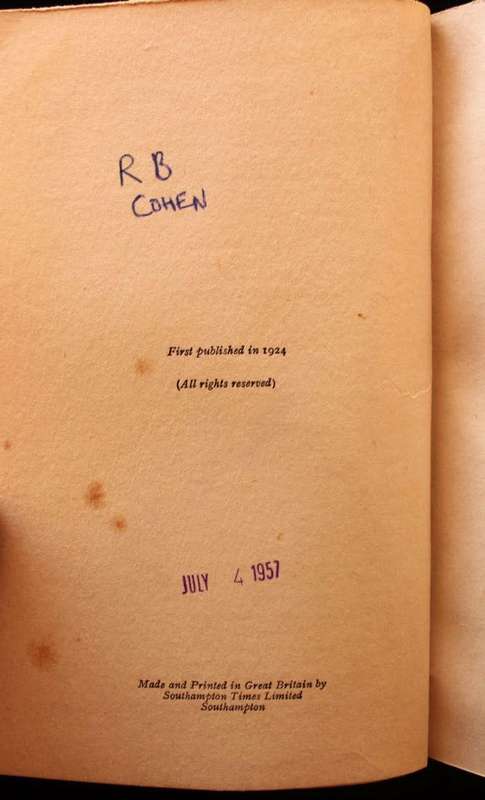 R B
COHEN
First published in 1924
(All rights reserved)
JULY 4 1957
Made and Printed in Great Britain by
Southampton Times Limited
Southampton